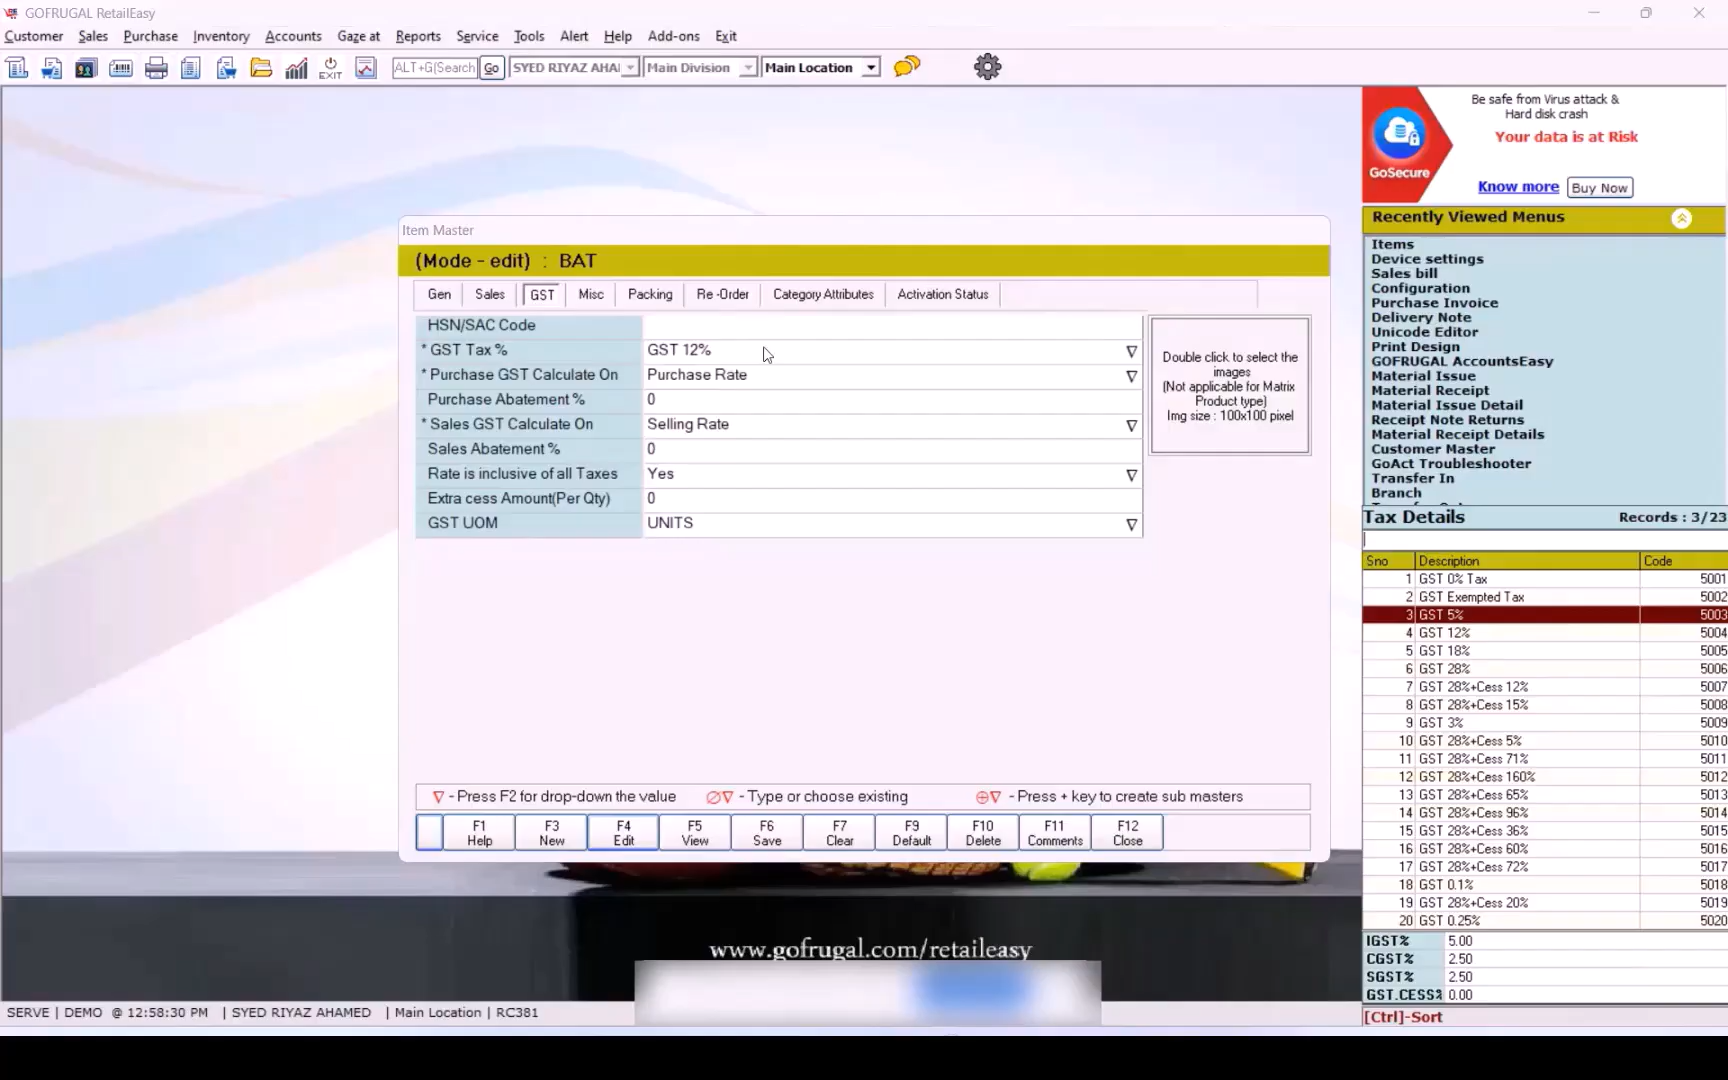 GOFRUGAL RetailEasy
Customer Sales Purchase Inventory Accounts Gaze at Reports Service Tools Alert Help Add-ons Exit
EXIT ALT+G(Search Go SYED RIYAZ AHAI Main Division Main Location
Be safe from Virus attack &
Hard disk crash
Your data is at Risk
GoSecure
Know more Buy Now
Recently Viewed Menus
Items
Device settings
Sales bill
Configuration
Purchase Invoice
Delivery Note
Unicode Editor
Print Design
GOFRUGAL AccountsEasy
Material Issue
Material Receipt
Material Issue Detail
Receipt Note Returns
Material Receipt Details
Customer Master
GoAct Troubleshooter
Transfer In
Branch
Item Master
(Mode - edit) : BAT
Gen Sales GST Misc Packing Re -Order Category Attributes Activation Status
HSN/SAC Code
* GST Tax % GST 12%
* Purchase GST Calculate On Purchase Rate
Purchase Abatement % 0
* Sales GST Calculate On Selling Rate
Sales Abatement % 0
Rate is inclusive of all Taxes Yes
Extra cess Amount(Per Qty) 0
GST UOM UNITS
Double click to select the
images
(Not applicable for Matrix
Product type)
Img size : 100x100 pixel
- Press F2 for drop-down the value - Type or choose existing - Press + key to create sub masters
F1 Help
F3 New
F4 Edit
F5 View
F6 Save
F7 Clear
F9 Default
F10 Delete
F11 Comments
F12 Close
Tax Details Records : 3/23
Sno Description Code
1 GST 0% Tax 5001
2 GST Exempted Tax 5002
3 GST 5% 5003
4 GST 12% 5004
5 GST 18% 5005
6 GST 28% 5006
7 GST 28%+Cess 12% 5007
8 GST 28%+Cess 15% 5008
9 GST 3% 5009
10 GST 28%+Cess 5% 5010
11 GST 28%+Cess 71% 5011
12 GST 28%+Cess 160% 5012
13 GST 28%+Cess 65% 5013
14 GST 28%+Cess 96% 5014
15 GST 28%+Cess 36% 5015
16 GST 28%+Cess 60% 5016
17 GST 28%+Cess 72% 5017
18 GST 0.1% 5018
19 GST 28%+Cess 20% 5019
20 GST 0.25% 5020
IGST% 5.00
CGST% 2.50
SGST% 2.50
GST.CESS% 0.00
[Ctrl]-Sort
www.gofrugal.com/retaileasy
SERVE | DEMO @ 12:58:30 PM | SYED RIYAZ AHAMED | Main Location | RC381